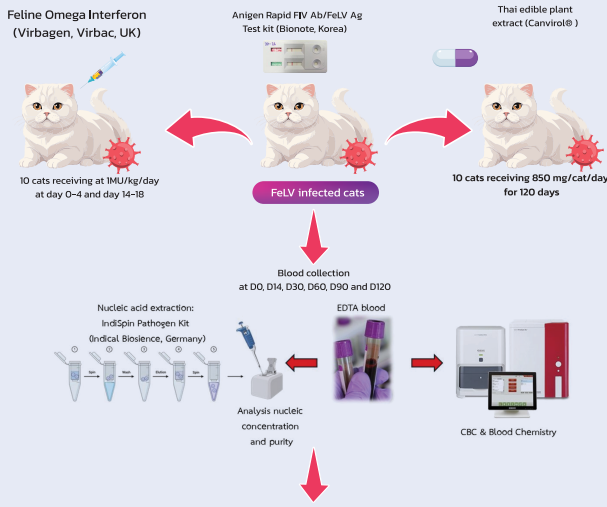 Feline Omega Interferon
(Virbagen, Virbac, UK)
Anigen Rapid FIV Ab/FeLV Ag
Test kit (Bionote, Korea)
Thai edible plant
extract (Canvirol® )
10 cats receiving at 1MU/kg/day
at day 0-4 and day 14-18
FeLV infected cats
10 cats receiving 850 mg/cat/day
for 120 days
Blood collection
at D0, D14, D30, D60, D90 and D120
Nucleic acid extraction:
IndiSpin Pathogen Kit
(Indical Biosience, Germany)
EDTA blood
Analysis nucleic
concentration
and purity
CBC & Blood Chemistry